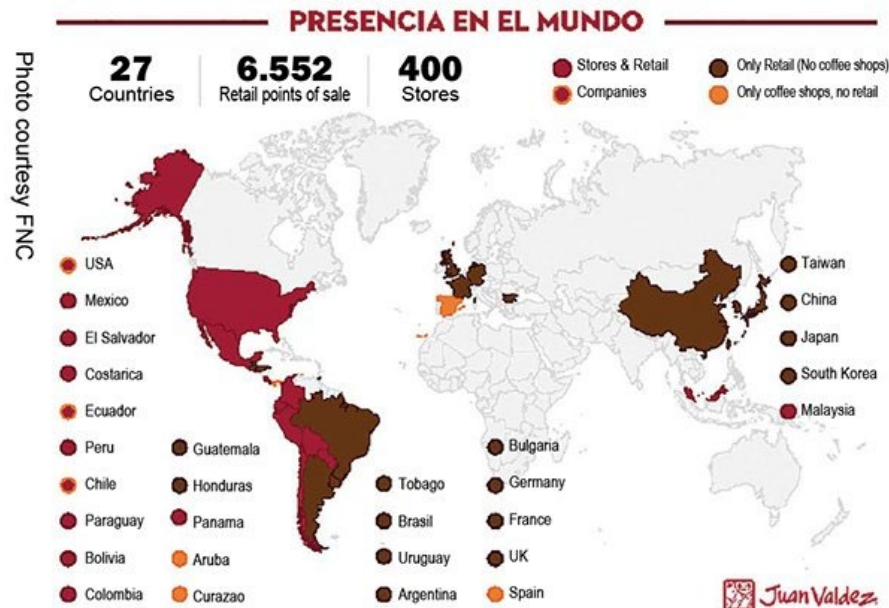 PRESENCIA EN EL MUNDO
Photo courtesy FNC
27
Countries
6.552
Retail points of sale
400
Stores
Stores & Retail
Companies
Only Retail (No coffee shops)
Only coffee shops, no retail
USA
Mexico
El Salvador
Costarica
Ecuador
Peru
Chile
Paraguay
Bolivia
Colombia
Guatemala
Honduras
Panama
Aruba
Curazao
Tobago
Brasil
Uruguay
Argentina
Bulgaria
Germany
France
UK
Spain
Taiwan
China
Japan
South Korea
Malaysia
Juan Valdez